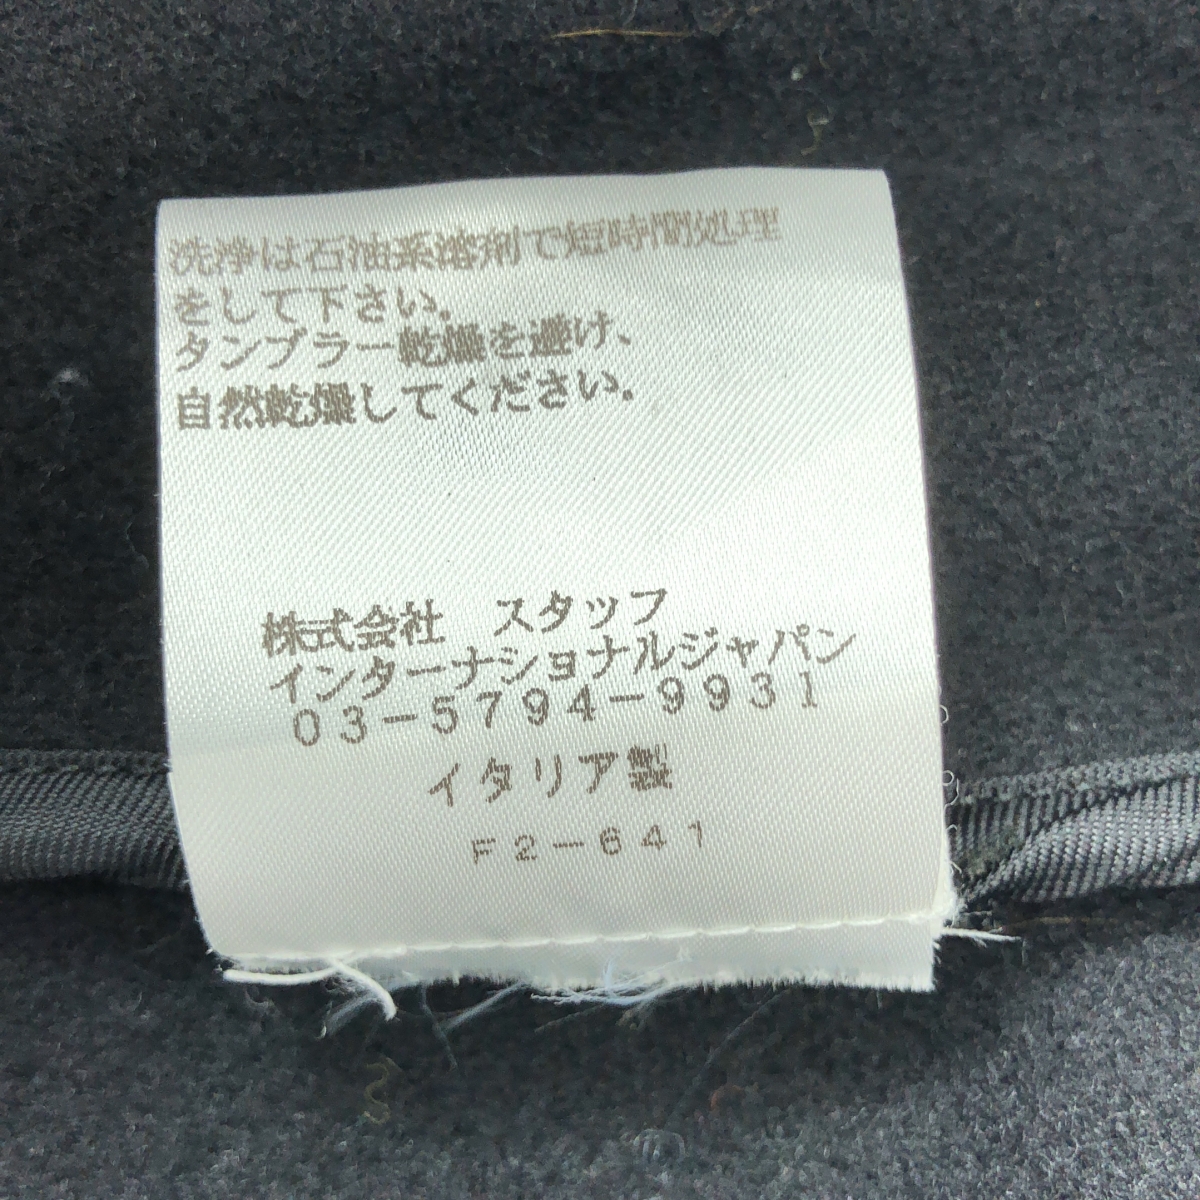 洗浄は石油系溶剤で短時間処理
をして下さい。
タンブラー乾燥を避け、
自然乾燥してください。
株式会社　スタッフ
インターナショナルジャパン
03-5794-9931
イタリア製
F2-641